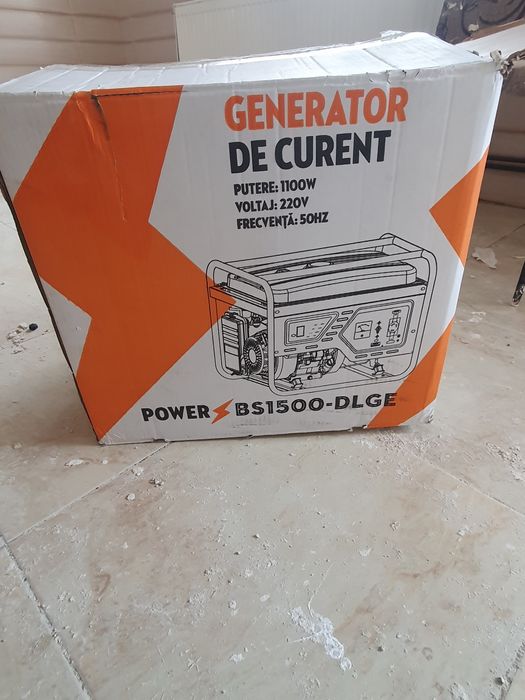 GENERATOR
DE CURENT
PUTERE: 1100W
VOLTAJ: 220V
FRECVENȚĂ: 50HZ
POWER BS1500-DLGE